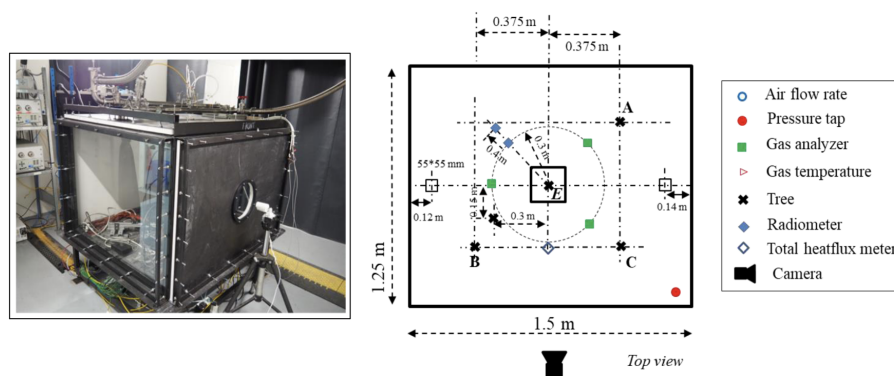 0.375 m
0.375 m
A
0.3 m
0.4 m
55*55 mm
E
0.15 m
0.3 m
0.12 m
0.14 m
B
C
1.25 m
1.5 m
Top view
Air flow rate
Pressure tap
Gas analyzer
Gas temperature
Tree
Radiometer
Total heatflux meter
Camera